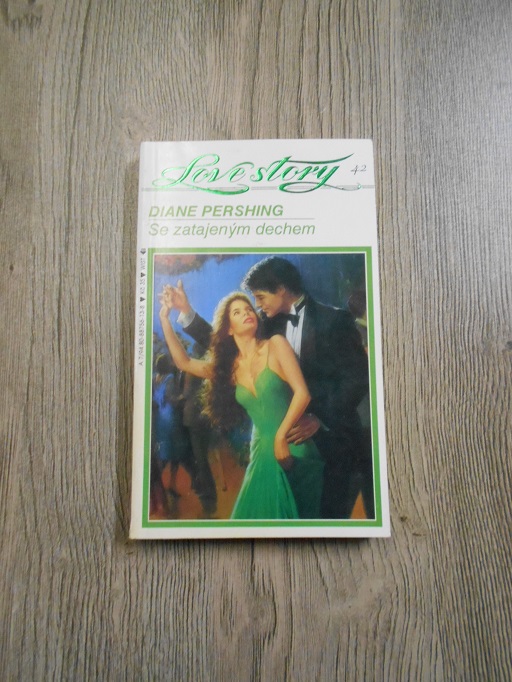 Love story 42
DIANE PERSHING
Se zatajeným dechem